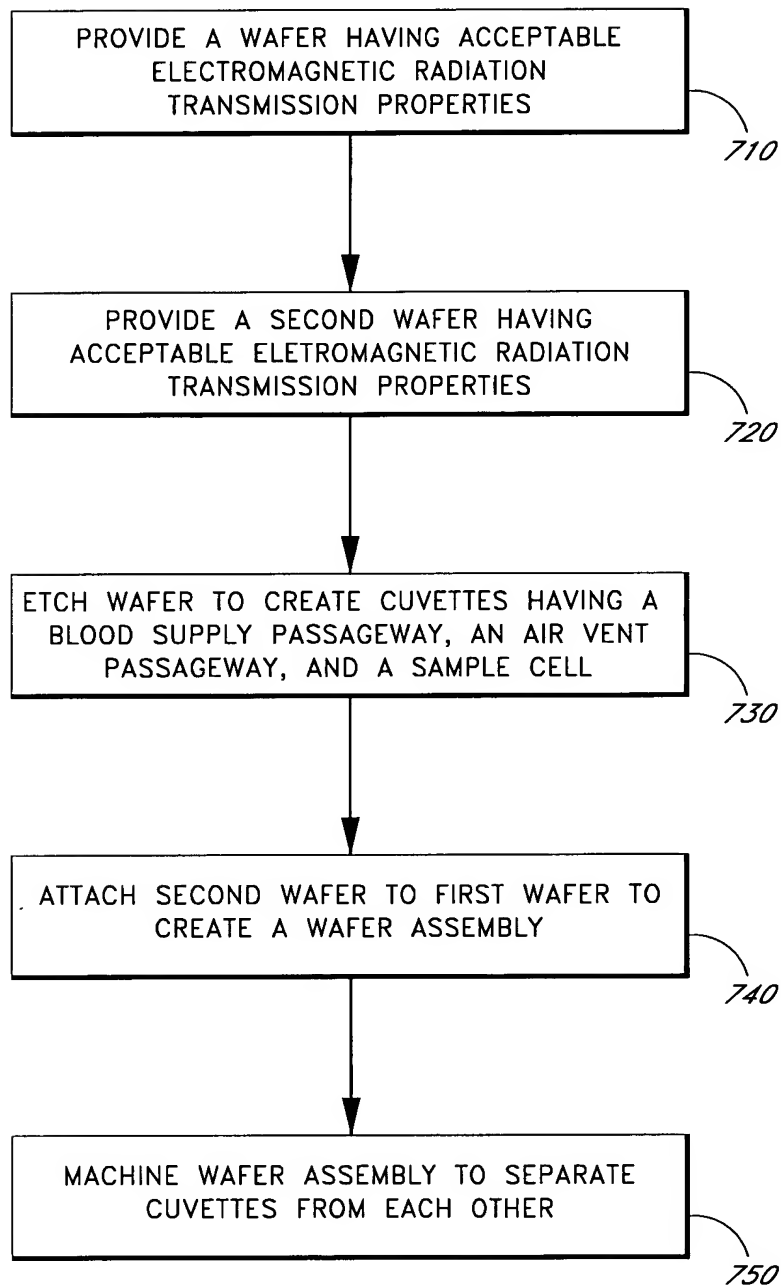 PROVIDE A WAFER HAVING ACCEPTABLE
ELECTROMAGNETIC RADIATION
TRANSMISSION PROPERTIES
710
PROVIDE A SECOND WAFER HAVING
ACCEPTABLE ELETROMAGNETIC RADIATION
TRANSMISSION PROPERTIES
720
ETCH WAFER TO CREATE CUVETTES HAVING A
BLOOD SUPPLY PASSAGEWAY, AN AIR VENT
PASSAGEWAY, AND A SAMPLE CELL
730
ATTACH SECOND WAFER TO FIRST WAFER TO
CREATE A WAFER ASSEMBLY
740
MACHINE WAFER ASSEMBLY TO SEPARATE
CUVETTES FROM EACH OTHER
750